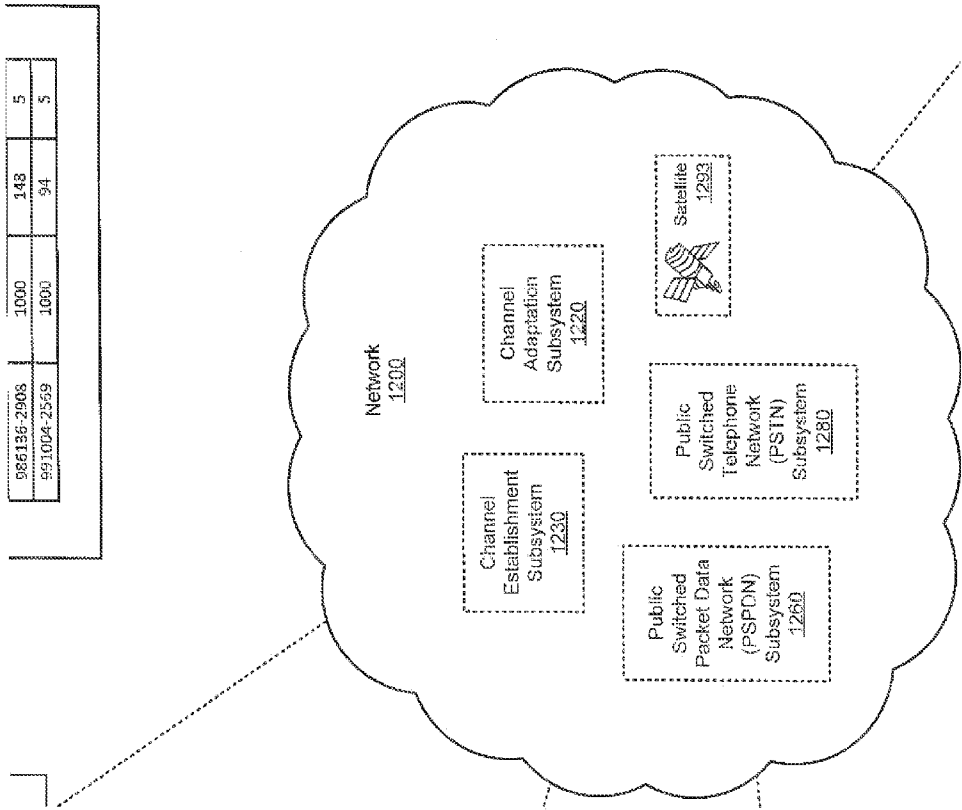 986136-2908 1000 148 5
991004-2569 1000 94 5
Network
1200
Channel
Establishment
Subsystem
1230
Channel
Adaptation
Subsystem
1220
Public
Switched
Packet Data
Network
(PSPDN)
Subsystem
1260
Public
Switched
Telephone
Network
(PSTN)
Subsystem
1280
Satellite
1293